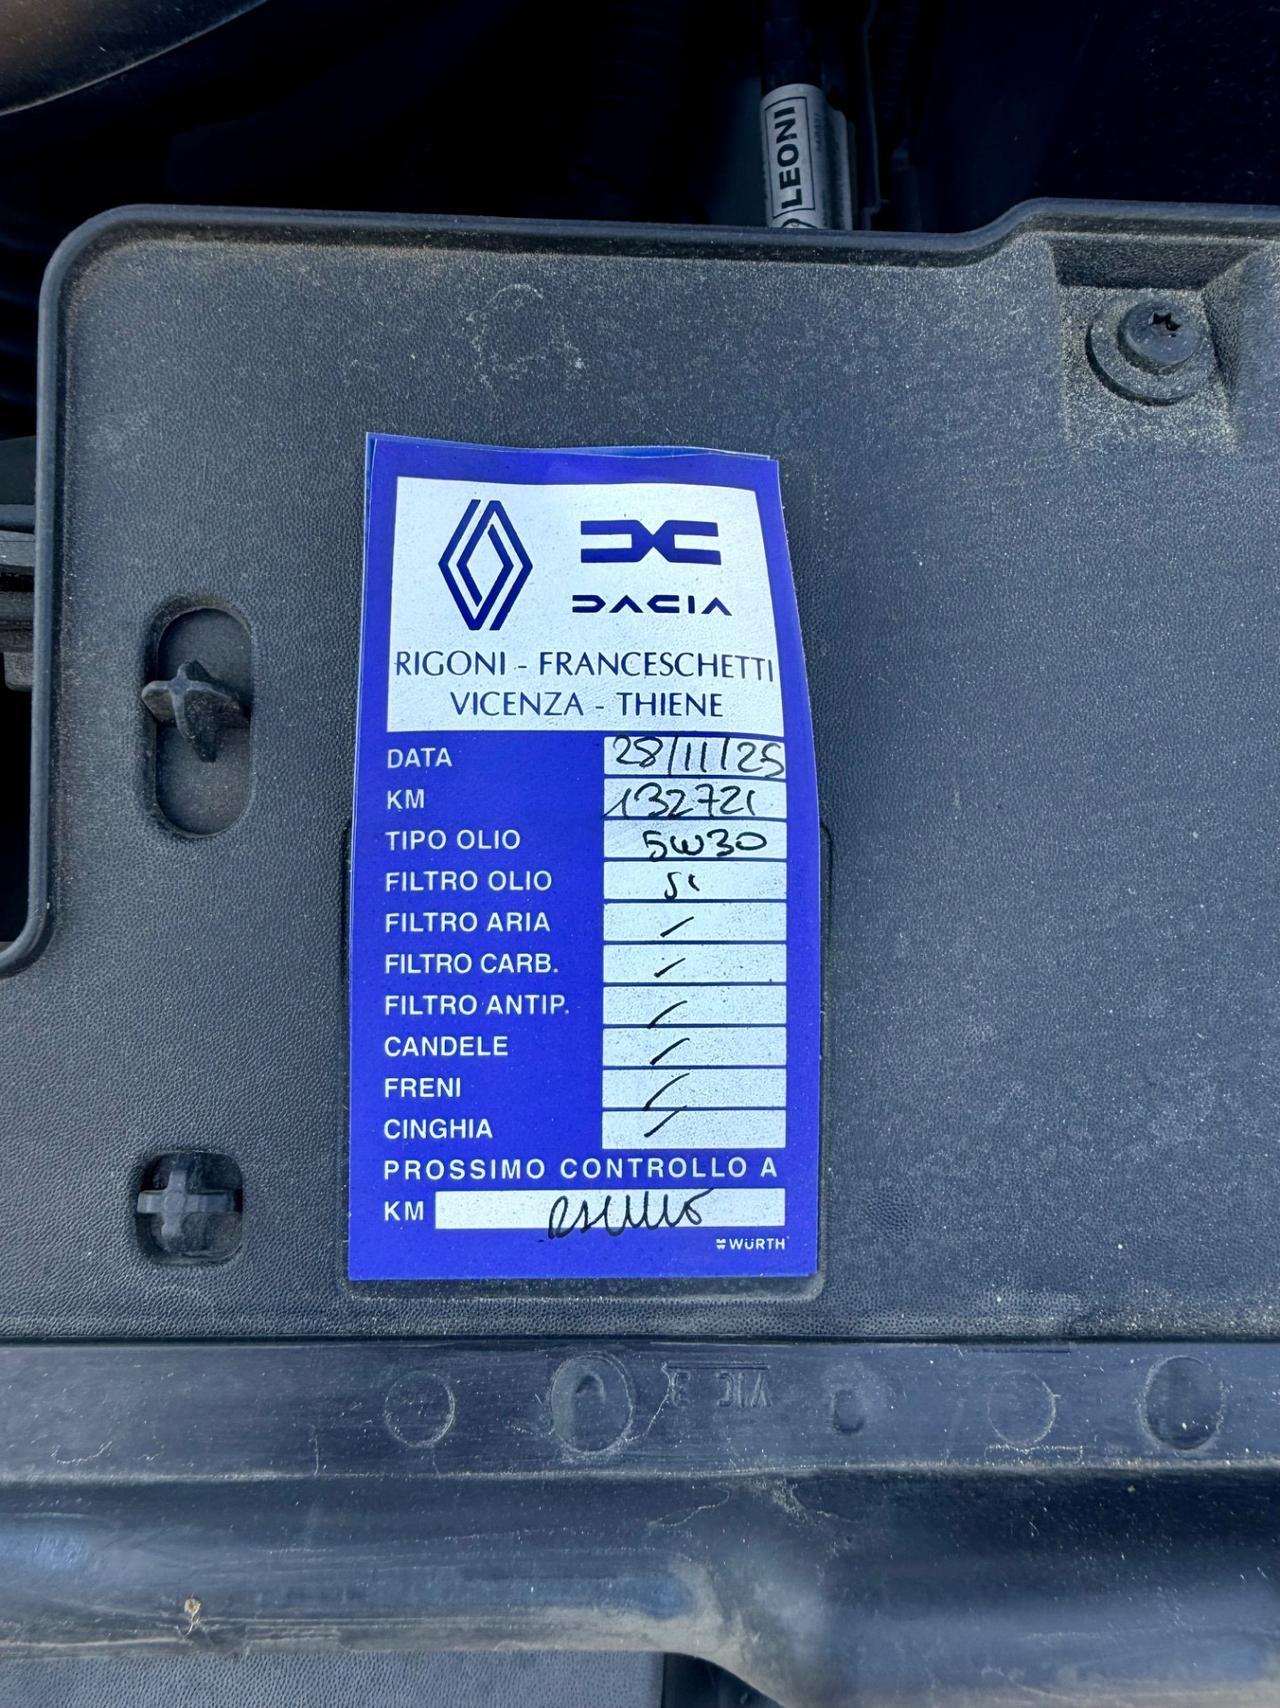 LEONI
DACIA
RIGONI - FRANCESCHETTI
VICENZA - THIENE
DATA 28/11/25
KM 132721
TIPO OLIO 5W30
FILTRO OLIO SI
FILTRO ARIA /
FILTRO CARB. /
FILTRO ANTIP. /
CANDELE /
FRENI /
CINGHIA /
PROSSIMO CONTROLLO A
KM
WÜRTH